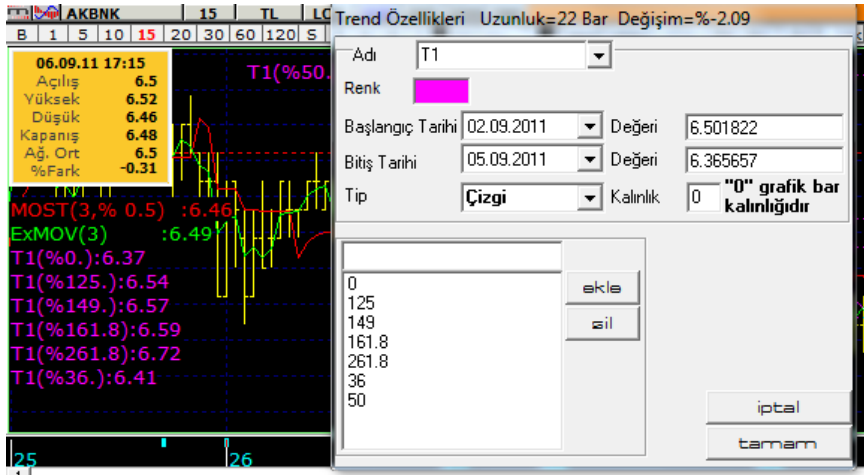 AKBNK 15 TL LC
B 1 5 10 15 20 30 60 120 S
06.09.11 17:15
Açılış 6.5
Yüksek 6.52
Düşük 6.46
Kapanış 6.48
Ağ. Ort 6.5
%Fark -0.31
T1(%50.
MOST(3,% 0.5) :6.46
ExMOV(3) :6.49
T1(%0.):6.37
T1(%125.):6.54
T1(%149.):6.57
T1(%161.8):6.59
T1(%261.8):6.72
T1(%36.):6.41
25 26
Trend Özellikleri Uzunluk=22 Bar Değişim=%-2.09
Adı T1
Renk
Başlangıç Tarihi 02.09.2011 Değeri 6.501822
Bitiş Tarihi 05.09.2011 Değeri 6.365657
Tip Çizgi Kalınlık 0 "0" grafik bar
kalınlığıdır
0
125
149
161.8
261.8
36
50
ekle
sil
iptal
tamam